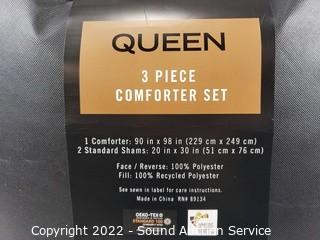 QUEEN
3 PIECE
COMFORTER SET
1 Comforter: 90 in x 98 in (229 cm x 249 cm)
2 Standard Shams: 20 in x 30 in (51 cm x 76 cm)
Face / Reverse: 100% Polyester
Fill: 100% Recycled Polyester
See sewn in label for care instructions.
Made in China RN# 89134
OEKO-TEX®
STANDARD 100
Copyright 2022 - Sound Auction Service